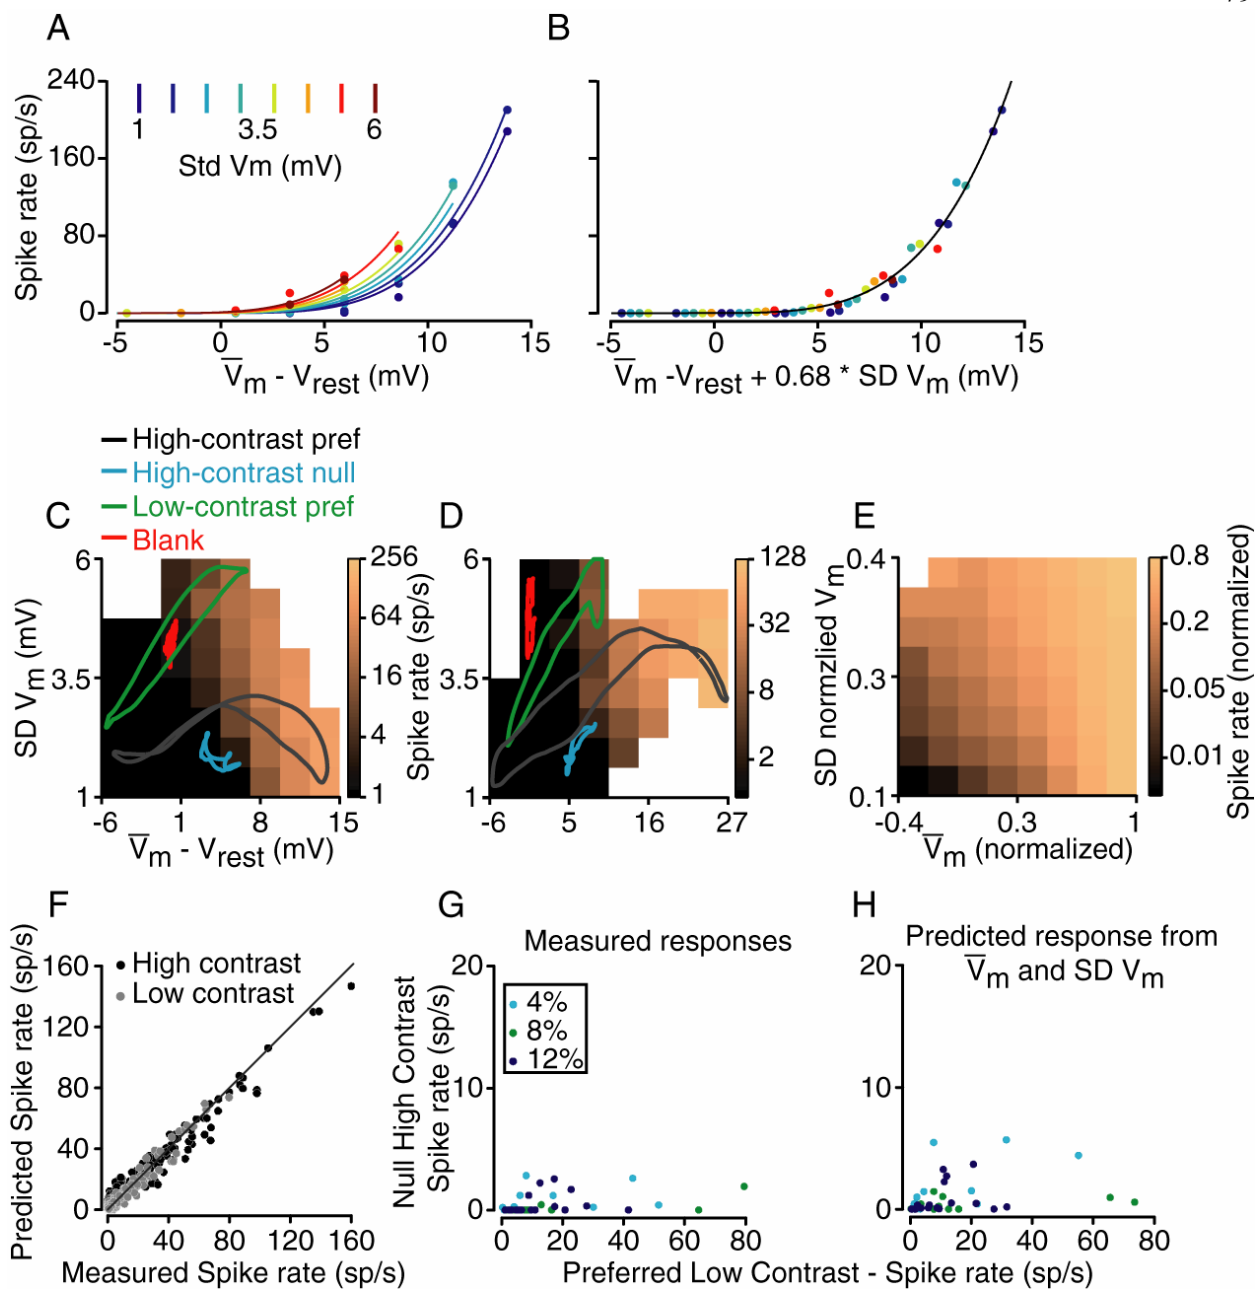 A
B
240
160
80
0
Spike rate (sp/s)
1
3.5
6
Std Vm (mV)
-5
0
5
10
15
V̅m - Vrest (mV)
-5
0
5
10
15
V̅m -Vrest + 0.68 * SD Vm (mV)
High-contrast pref
High-contrast null
Low-contrast pref
Blank
C
D
E
6
3.5
1
SD Vm (mV)
-6
1
8
15
V̅m - Vrest (mV)
256
64
16
4
1
Spike rate (sp/s)
6
3.5
1
-6
5
16
27
128
32
8
2
SD normzlied Vm
0.4
0.3
0.1
-0.4
0.3
1
V̅m (normalized)
0.8
0.2
0.05
0.01
Spike rate (normalized)
F
G
H
Predicted Spike rate (sp/s)
160
120
80
40
0
High contrast
Low contrast
0
40
80
120
160
Measured Spike rate (sp/s)
Measured responses
Null High Contrast
Spike rate (sp/s)
20
10
0
4%
8%
12%
0
20
40
60
80
Predicted response from
V̅m and SD Vm
20
10
0
0
20
40
60
80
Preferred Low Contrast - Spike rate (sp/s)